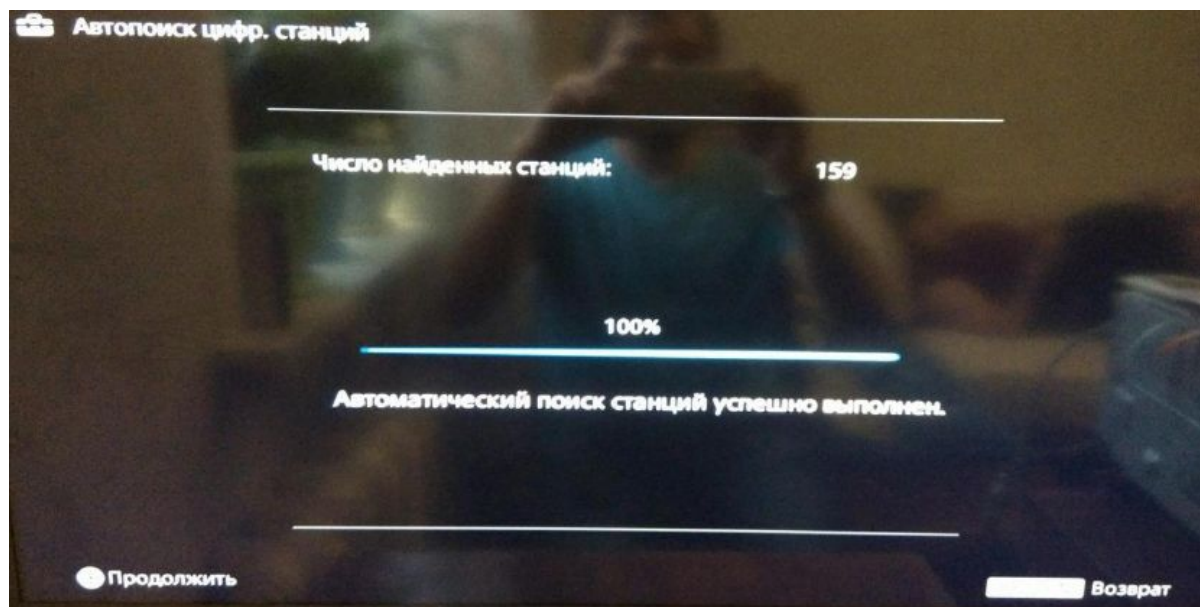 Автопоиск цифр. станций
Число найденных станций: 159
100%
Автоматический поиск станций успешно выполнен.
Продолжить
Возврат